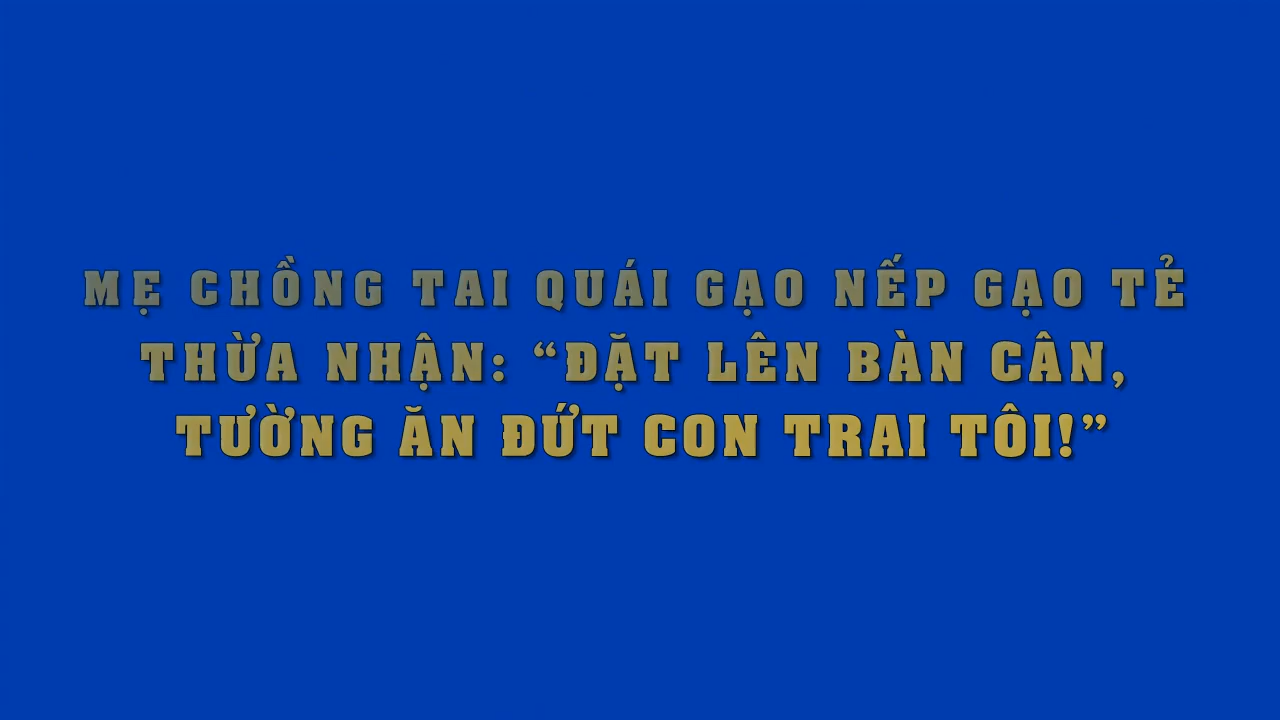 MẸ CHỒNG TAI QUÁI GẠO NẾP GẠO TẺ
THỪA NHẬN: “ĐẶT LÊN BÀN CÂN,
TƯỜNG ĂN ĐỨT CON TRAI TÔI!”